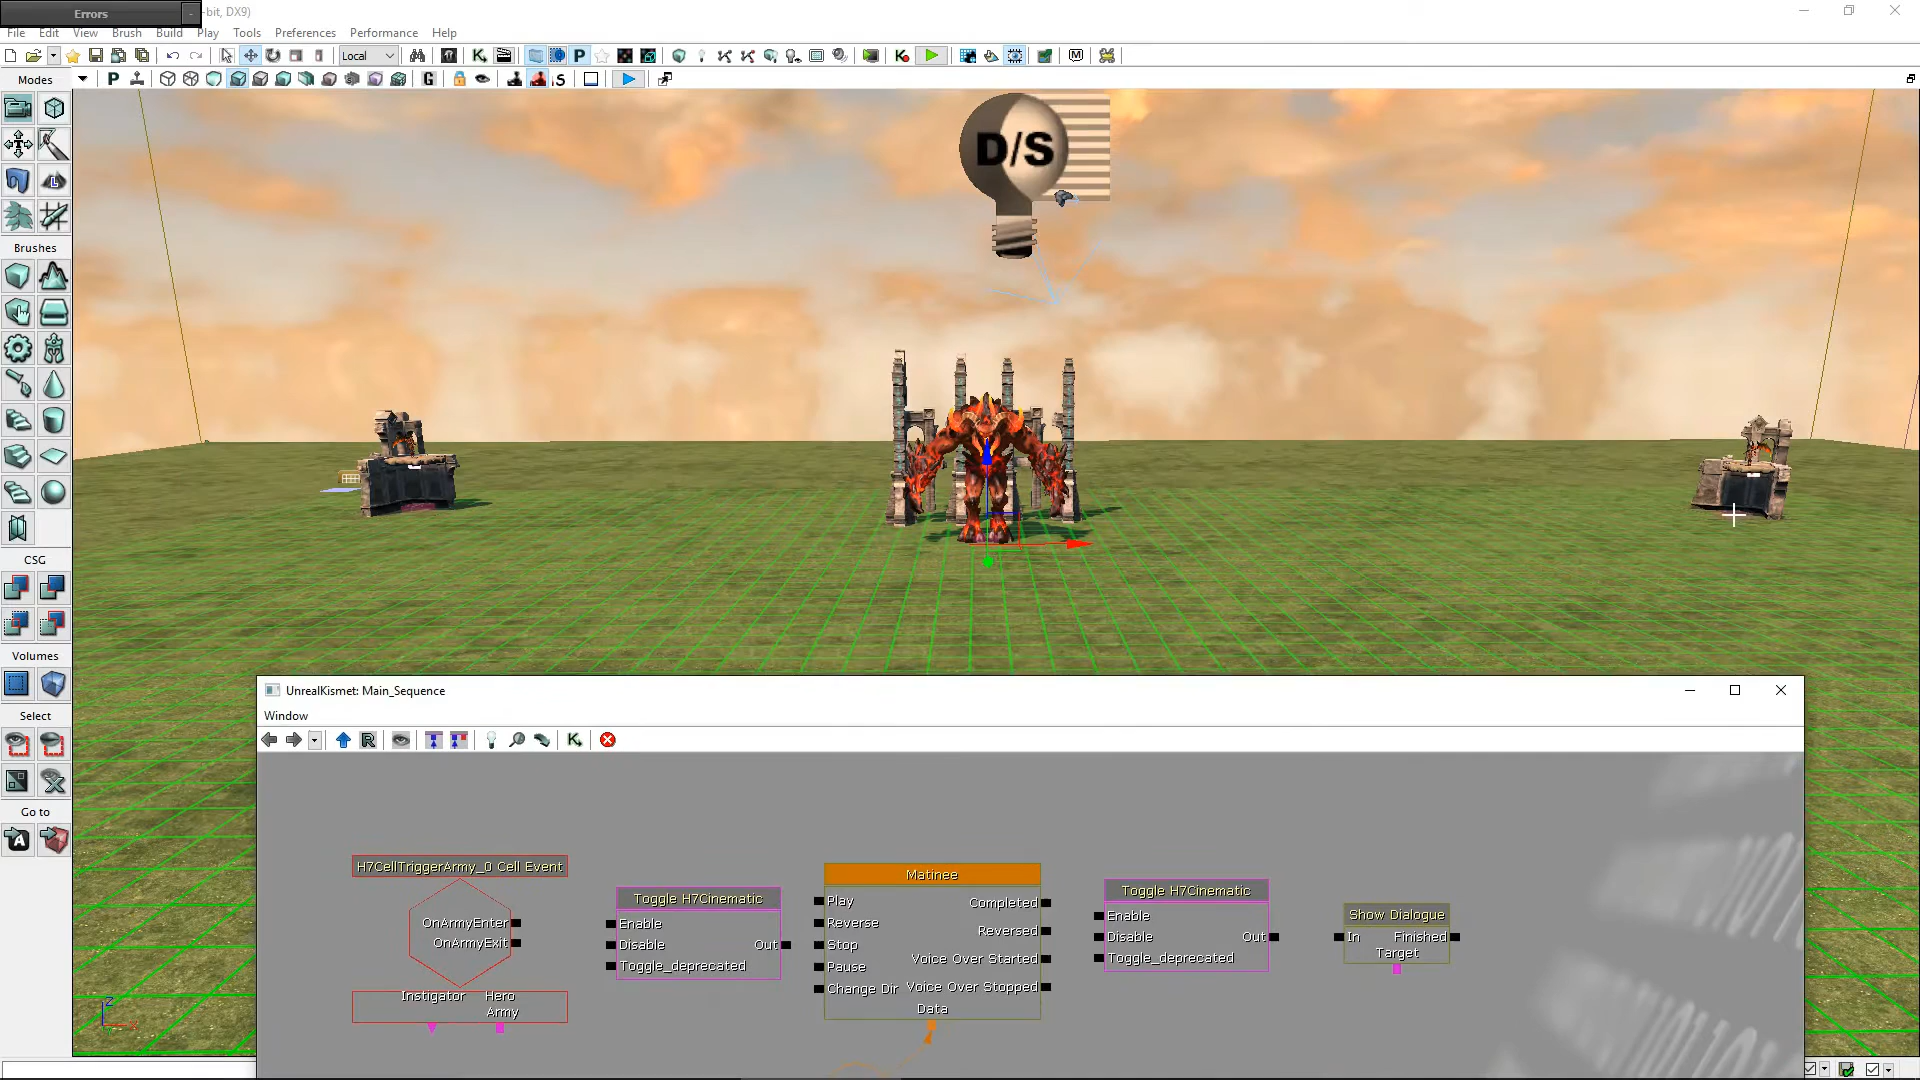 Errors
-
-bit, DX9)
File Edit View Brush Build Play Tools Preferences Performance Help
Local
Modes
P
G
S
Brushes
CSG
Volumes
Select
Go to
D/S
UnrealKismet: Main_Sequence
Window
H7CellTriggerArmy_0 Cell Event
OnArmyEnter
OnArmyExit
Instigator Hero
Army
Toggle H7Cinematic
Enable
Disable Out
Toggle_deprecated
Matinee
Play Completed
Reverse
Reversed
Stop
Voice Over Started
Pause
Change Dir Voice Over Stopped
Data
Toggle H7Cinematic
Enable
Disable Out
Toggle_deprecated
Show Dialogue
In Finished
Target
Z
X